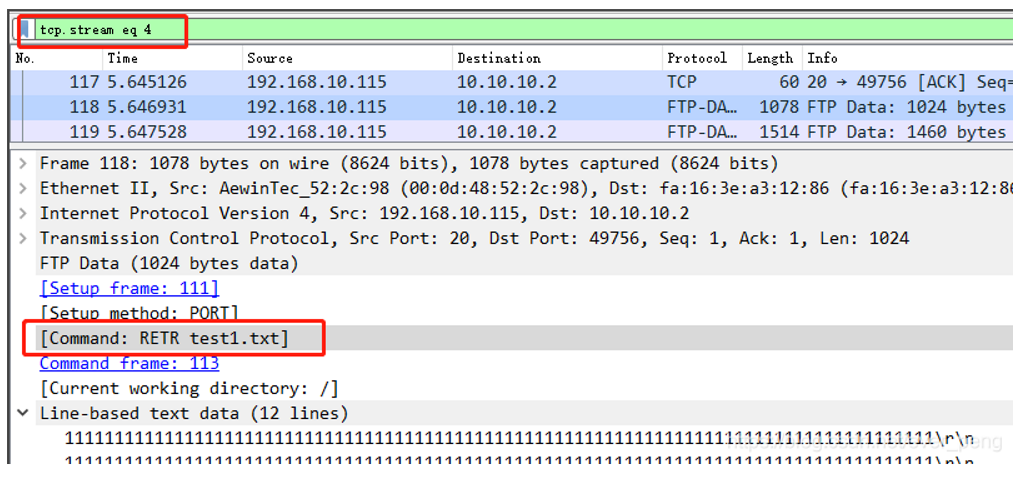 tcp.stream eq 4
No. Time Source Destination Protocol Length Info
117 5.645126 192.168.10.115 10.10.10.2 TCP 60 20 → 49756 [ACK] Seq=
118 5.646931 192.168.10.115 10.10.10.2 FTP-DA… 1078 FTP Data: 1024 bytes
119 5.647528 192.168.10.115 10.10.10.2 FTP-DA… 1514 FTP Data: 1460 bytes
Frame 118: 1078 bytes on wire (8624 bits), 1078 bytes captured (8624 bits)
Ethernet II, Src: AewinTec_52:2c:98 (00:0d:48:52:2c:98), Dst: fa:16:3e:a3:12:86 (fa:16:3e:a3:12:86
Internet Protocol Version 4, Src: 192.168.10.115, Dst: 10.10.10.2
Transmission Control Protocol, Src Port: 20, Dst Port: 49756, Seq: 1, Ack: 1, Len: 1024
FTP Data (1024 bytes data)
[Setup frame: 111]
[Setup method: PORT]
[Command: RETR test1.txt]
Command frame: 113
[Current working directory: /]
Line-based text data (12 lines)
111111111111111111111111111111111111111111111111111111111111111111111111111111111111111\r\n
111111111111111111111111111111111111111111111111111111111111111111111111111111111111111\r\n